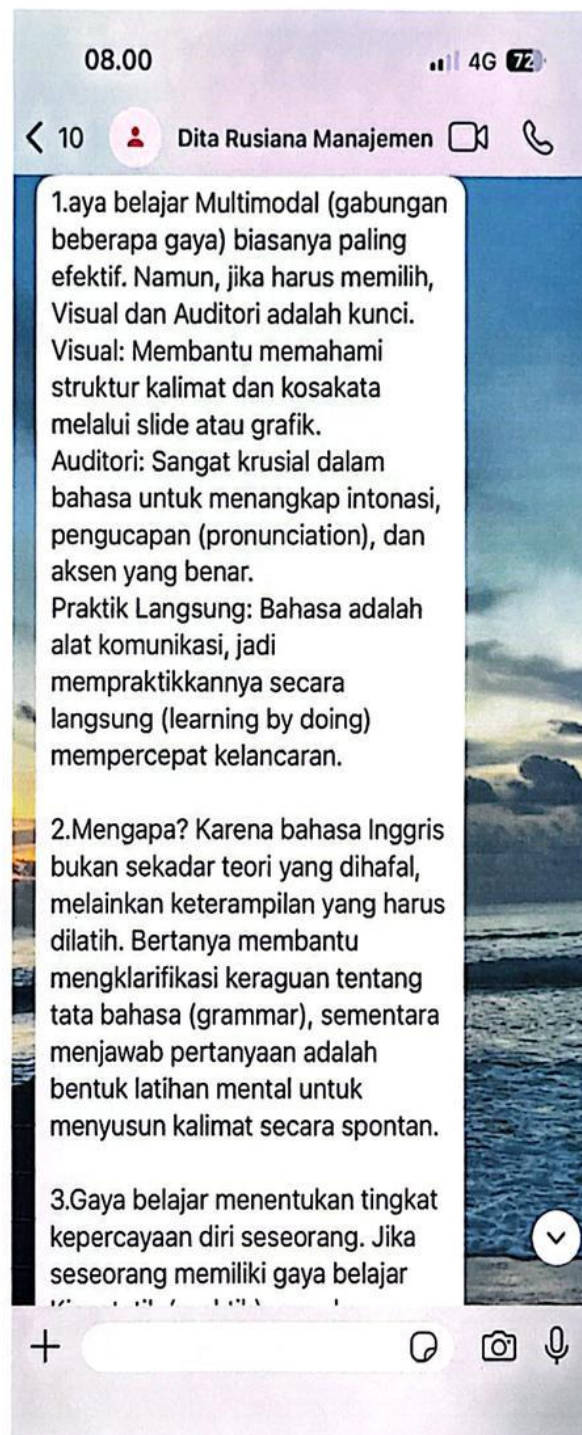 08.00
4G 72
10 Dita Rusiana Manajemen
1.aya belajar Multimodal (gabungan
beberapa gaya) biasanya paling
efektif. Namun, jika harus memilih,
Visual dan Auditori adalah kunci.
Visual: Membantu memahami
struktur kalimat dan kosakata
melalui slide atau grafik.
Auditori: Sangat krusial dalam
bahasa untuk menangkap intonasi,
pengucapan (pronunciation), dan
aksen yang benar.
Praktik Langsung: Bahasa adalah
alat komunikasi, jadi
mempraktikkannya secara
langsung (learning by doing)
mempercepat kelancaran.
2.Mengapa? Karena bahasa Inggris
bukan sekadar teori yang dihafal,
melainkan keterampilan yang harus
dilatih. Bertanya membantu
mengklarifikasi keraguan tentang
tata bahasa (grammar), sementara
menjawab pertanyaan adalah
bentuk latihan mental untuk
menyusun kalimat secara spontan.
3.Gaya belajar menentukan tingkat
kepercayaan diri seseorang. Jika
seseorang memiliki gaya belajar